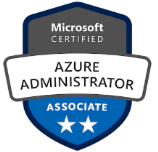 Microsoft
CERTIFIED
AZURE
ADMINISTRATOR
ASSOCIATE